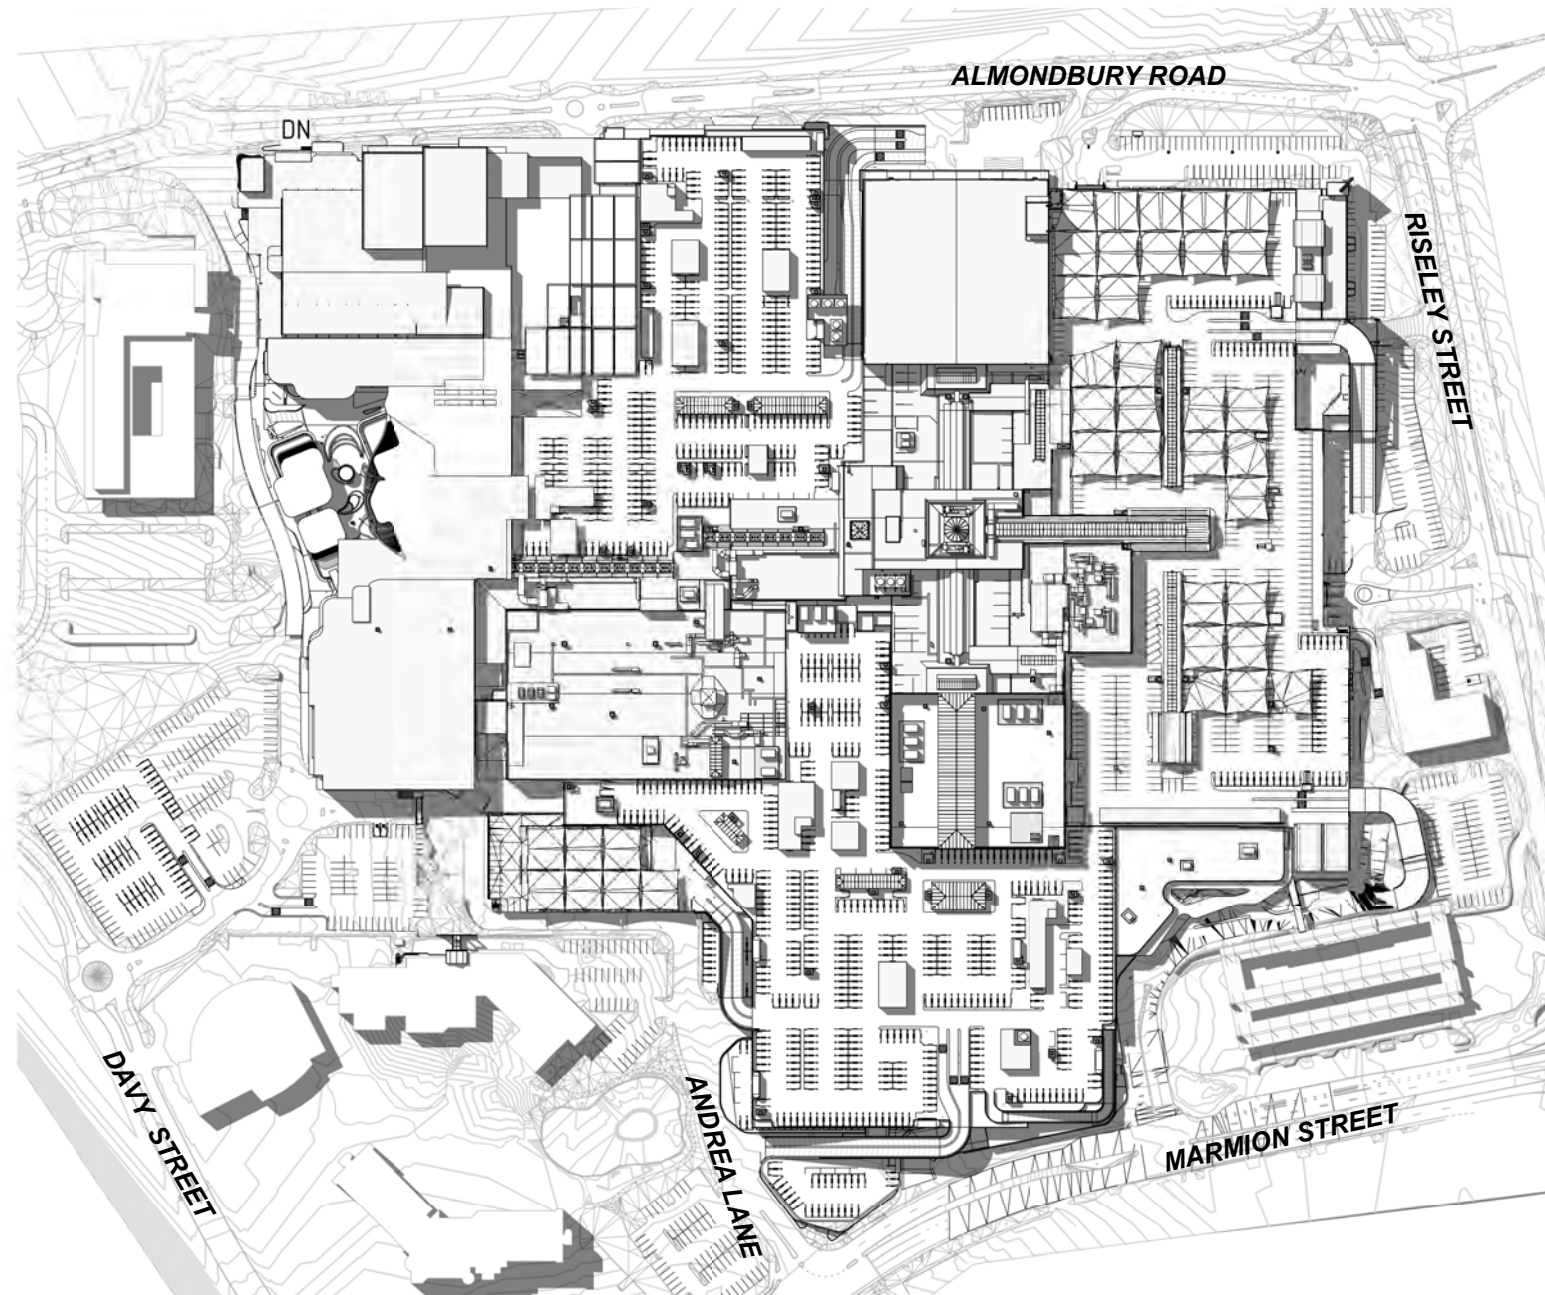 ALMONDBURY ROAD
DN
RISELEY STREET
DAVY STREET
ANDREA LANE
MARMION STREET